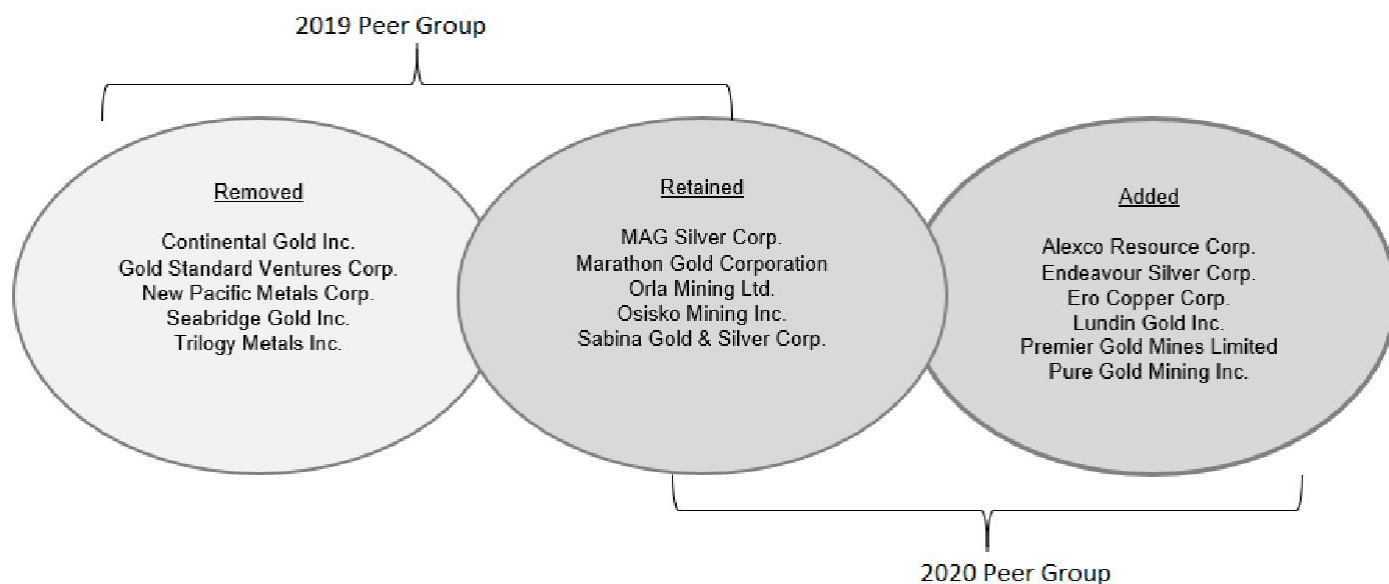 2019 Peer Group
Removed
Continental Gold Inc.
Gold Standard Ventures Corp.
New Pacific Metals Corp.
Seabridge Gold Inc.
Trilogy Metals Inc.
Retained
MAG Silver Corp.
Marathon Gold Corporation
Orla Mining Ltd.
Osisko Mining Inc.
Sabina Gold & Silver Corp.
Added
Alexco Resource Corp.
Endeavour Silver Corp.
Ero Copper Corp.
Lundin Gold Inc.
Premier Gold Mines Limited
Pure Gold Mining Inc.
2020 Peer Group